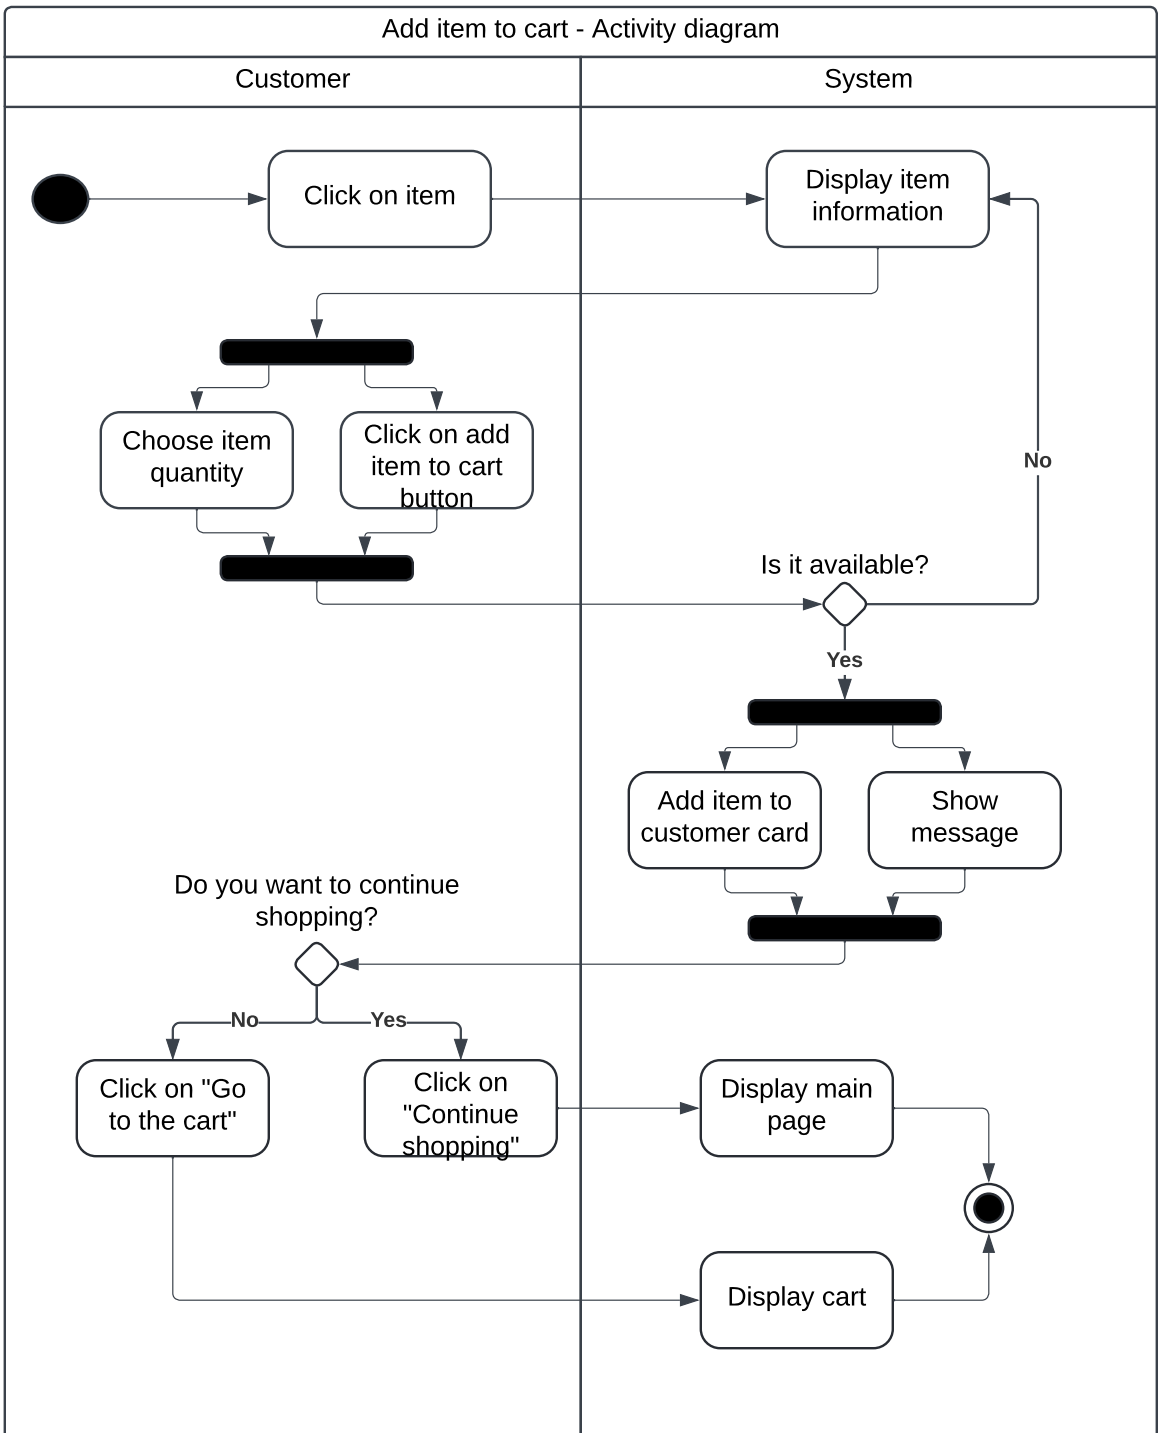 Add item to cart - Activity diagram
Customer
System
Click on item
Display item
information
Choose item
quantity
Click on add
item to cart
button
No
Is it available?
Yes
Add item to
customer card
Show
message
Do you want to continue
shopping?
No
Yes
Click on "Go
to the cart"
Click on
"Continue
shopping"
Display main
page
Display cart